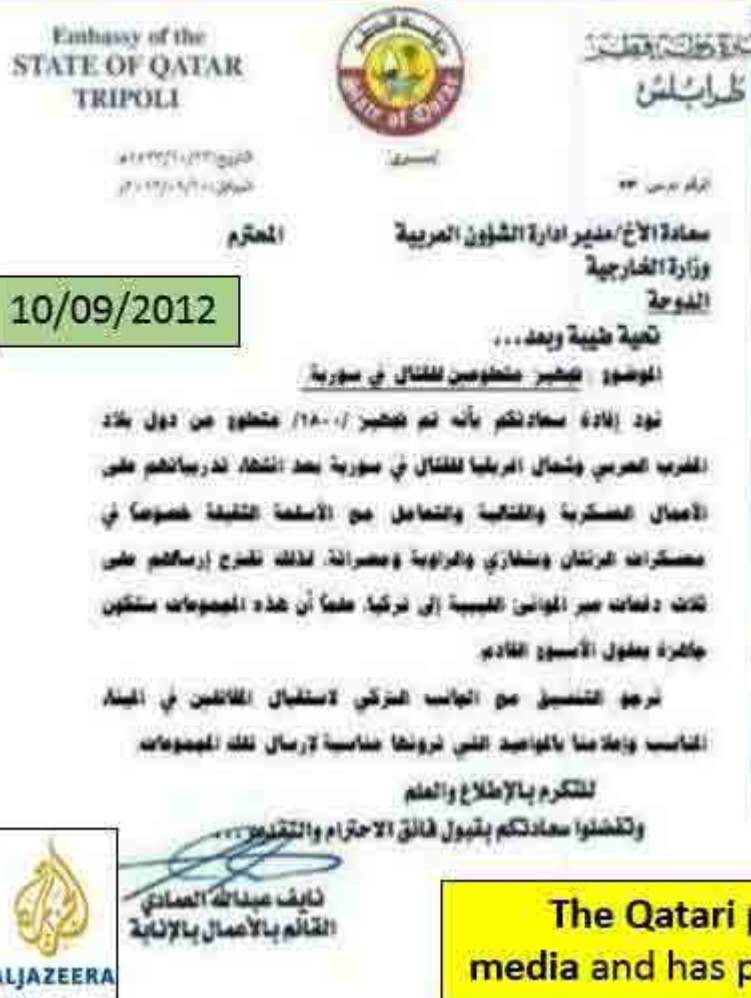 Embassy of the
STATE OF QATAR
TRIPOLI
State of Qatar
طرابلس
سعادة الأخ/مدير ادارة الشؤون العربية المحترم
وزارة الخارجية
الدوحة
10/09/2012
تحية طيبة وبعد...
الموضوع : تجهيز متطوعين للقتال في سورية
نود إفادة سعادتكم بأنه تم تجهيز /١٨٠٠/ متطوع من دول بلاد
المغرب العربي وشمال افريقيا للقتال في سورية بعد انتهاء تدريباتهم على
الأعمال العسكرية والقتالية والتعامل مع الأسلحة الثقيلة خصوصاً في
معسكرات الزنتان وبنغازي والزاوية ومصراتة. لذلك نقترح إرسالهم على
ثلاث دفعات عبر الموانئ الليبية إلى تركيا. علماً أن هذه المجموعات ستكون
جاهزة بحلول الأسبوع القادم
نرجو التنسيق مع الجانب التركي لاستقبال المقاتلين في الميناء
المناسب وإعلامنا بالمواعيد التي ترونها مناسبة لإرسال تلك المجموعات
للتكرم بالإطلاع والعلم
وتفضلوا سعادتكم بقبول فائق الاحترام والتقدير...
نايف عبدالله العمادي
القائم بالأعمال بالإنابة
ALJAZEERA
The Qatari
media and has